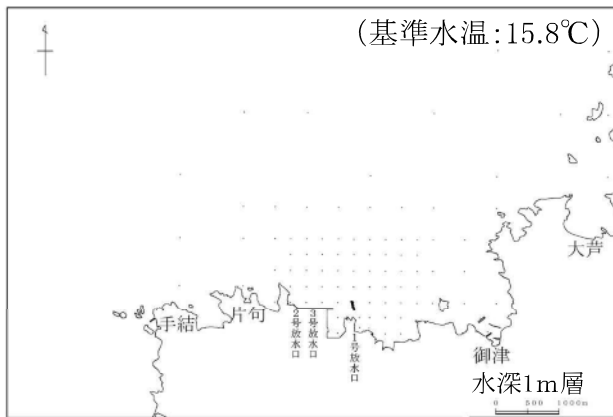 (基準水温:15.8℃)
大芦
手結
片句
2号放水口
3号放水口
1号放水口
御津
水深1m層
0 500 1000m